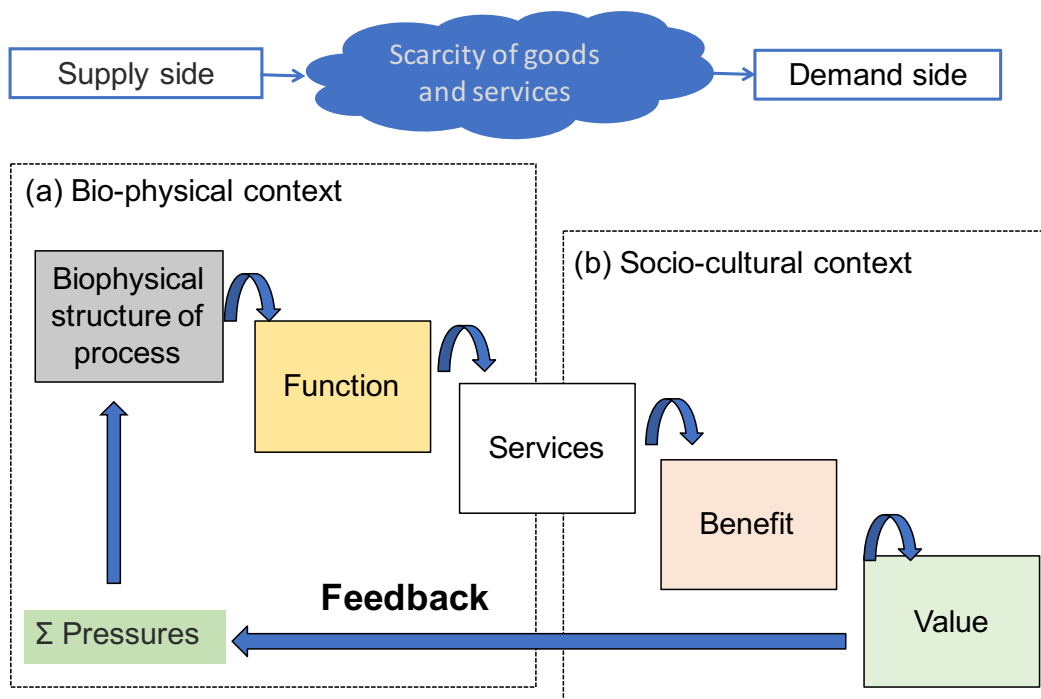 Supply side
Scarcity of goods
and services
Demand side
(a) Bio-physical context
Biophysical
structure of
process
Function
(b) Socio-cultural context
Services
Benefit
Value
Feedback
Σ Pressures